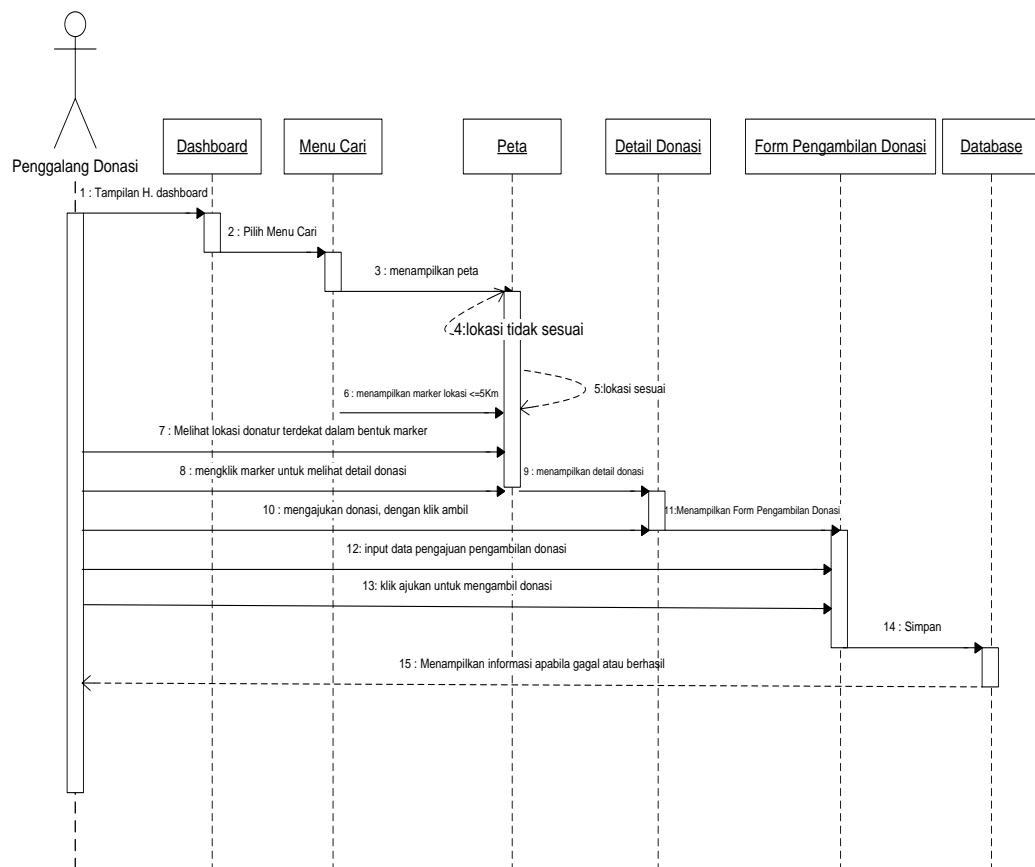 Dashboard
Menu Cari
Peta
Detail Donasi
Form Pengambilan Donasi
Database
Penggalang Donasi
1 : Tampilan H. dashboard
2 : Pilih Menu Cari
3 : menampilkan peta
4:lokasi tidak sesuai
5:lokasi sesuai
6 : menampilkan marker lokasi <=5Km
7 : Melihat lokasi donatur terdekat dalam bentuk marker
8 : mengklik marker untuk melihat detail donasi
9 : menampilkan detail donasi
10 : mengajukan donasi, dengan klik ambil
11:Menampilkan Form Pengambilan Donasi
12: input data pengajuan pengambilan donasi
13: klik ajukan untuk mengambil donasi
14 : Simpan
15 : Menampilkan informasi apabila gagal atau berhasil